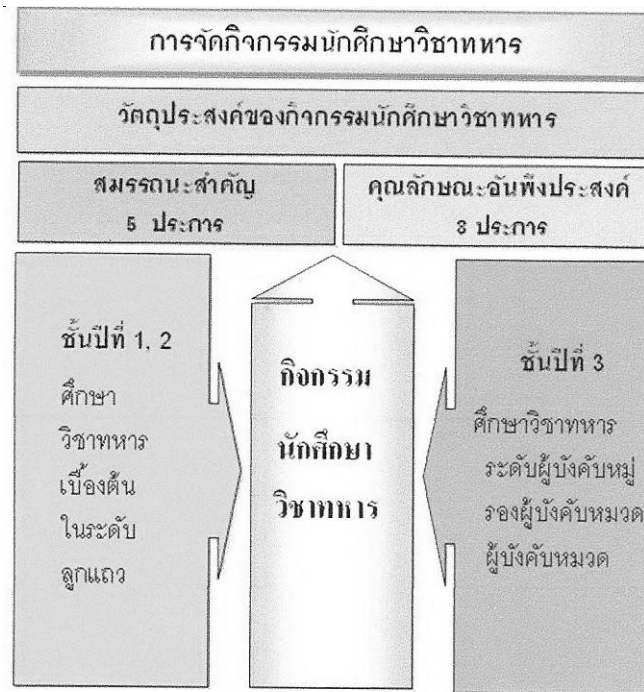 การจัดกิจกรรมนักศึกษาวิชาทหาร
วัตถุประสงค์ของกิจกรรมนักศึกษาวิชาทหาร
สมรรถนะสำคัญ
5 ประการ
คุณลักษณะอันพึงประสงค์
8 ประการ
ชั้นปีที่ 1, 2
ศึกษา
วิชาทหาร
เบื้องต้น
ในระดับ
ลูกแถว
กิจกรรม
นักศึกษา
วิชาทหาร
ชั้นปีที่ 3
ศึกษาวิชาทหาร
ระดับผู้บังคับหมู่
รองผู้บังคับหมวด
ผู้บังคับหมวด